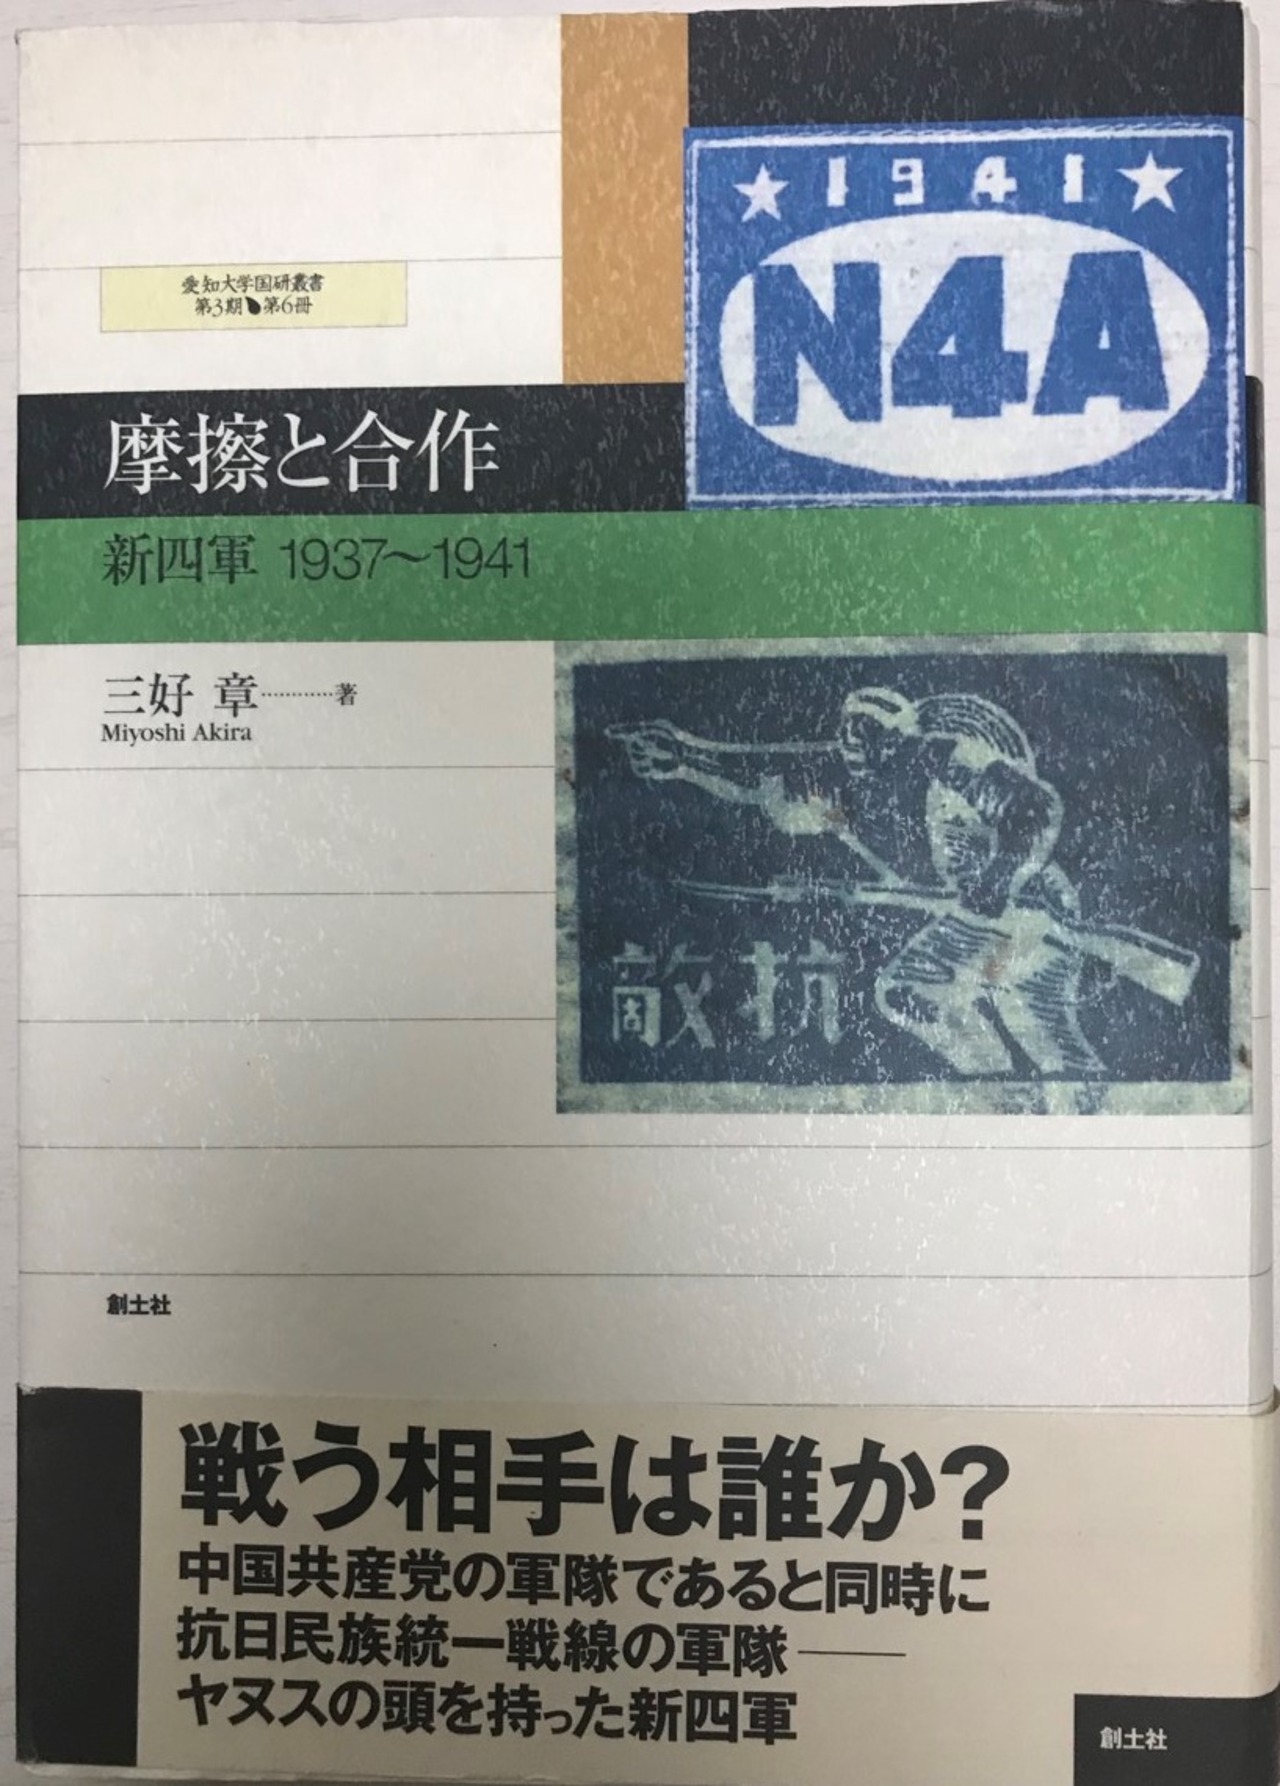 愛知大学国研叢書
第3期 第6冊
1941
N4A
摩擦と合作
新四軍 1937〜1941
三好 章…………著
Miyoshi Akira
敵抗
創土社
戦う相手は誰か?
中国共産党の軍隊であると同時に
抗日民族統一戦線の軍隊――
ヤヌスの頭を持った新四軍
創土社